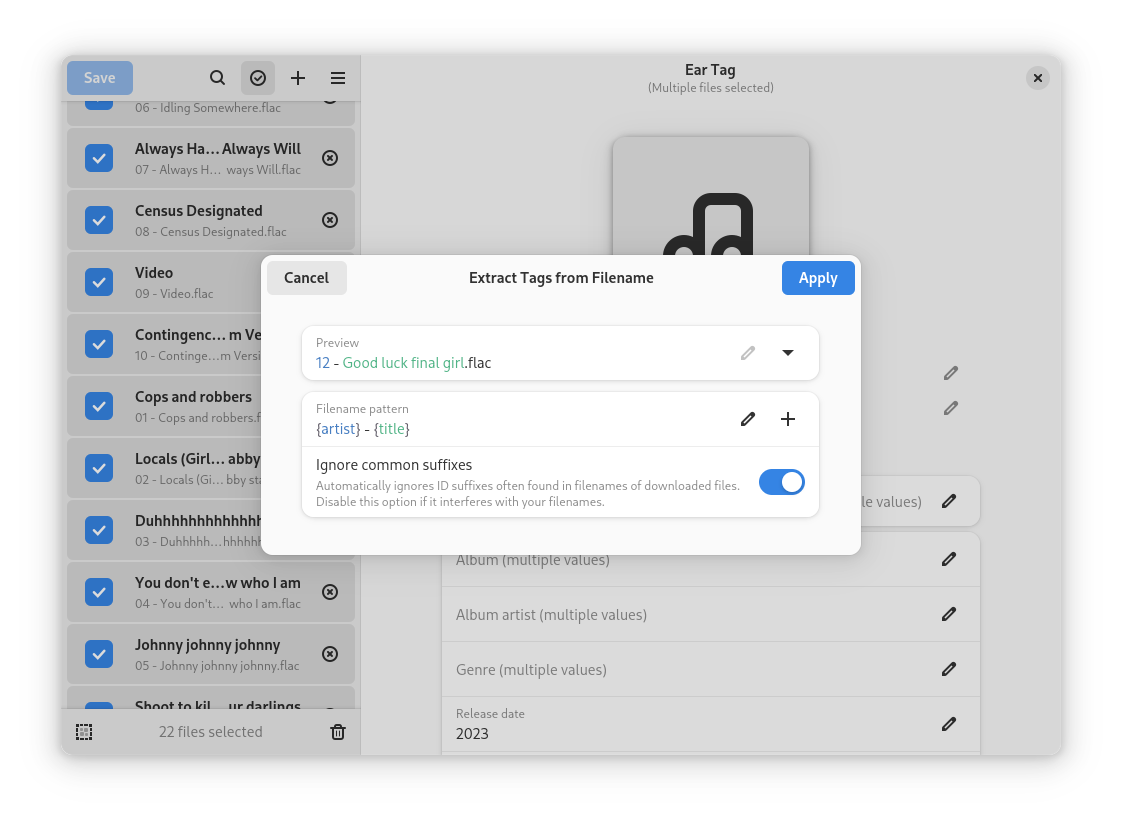 Save
Ear Tag
(Multiple files selected)
06 - Idling Somewhere.flac
Always Ha… Always Will
07 - Always H… ways Will.flac
Census Designated
08 - Census Designated.flac
Video
09 - Video.flac
Contingenc… m Ve
10 - Continge…m Versi
Cops and robbers
01 - Cops and robbers.f
Locals (Girl… abby
02 - Locals (Gi… bby sta
Duhhhhhhhhhhhhh
03 - Duhhhhh…hhhhhh
You don't e…w who I am
04 - You don't… who I am.flac
Johnny johnny johnny
05 - Johnny johnny johnny.flac
Shoot to kil… ur darlings
22 files selected
Cancel
Extract Tags from Filename
Apply
Preview
12 - Good luck final girl.flac
Filename pattern
{artist} - {title}
Ignore common suffixes
Automatically ignores ID suffixes often found in filenames of downloaded files.
Disable this option if it interferes with your filenames.
le values)
Album (multiple values)
Album artist (multiple values)
Genre (multiple values)
Release date
2023